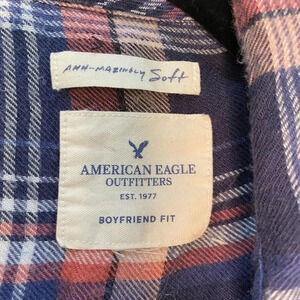 AHH-MAZINGLY Soft
AMERICAN EAGLE
OUTFITTERS
EST. 1977
BOYFRIEND FIT